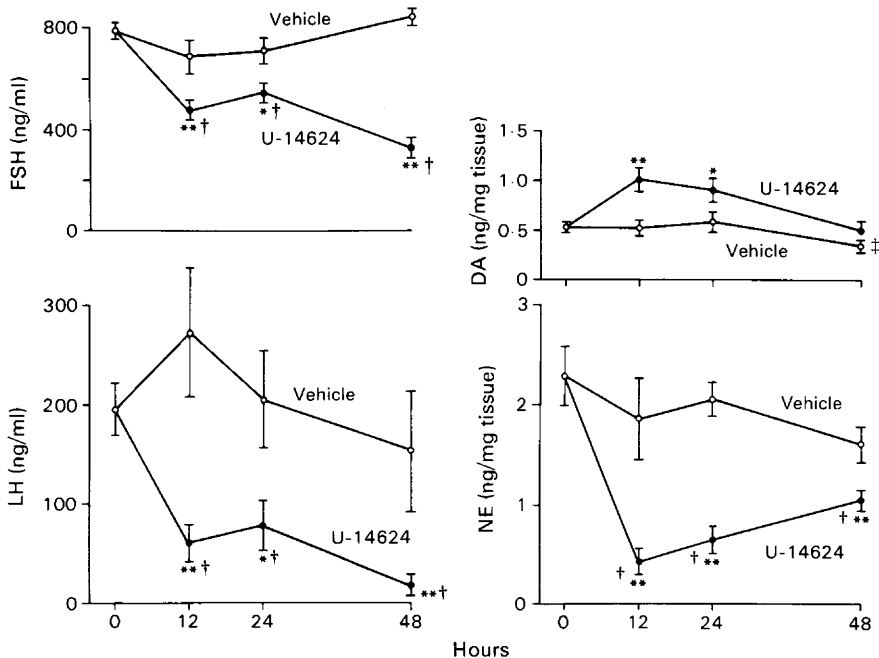 FSH (ng/ml)
800
400
0
Vehicle
U-14624
**†
*†
**†
LH (ng/ml)
300
200
100
0
Vehicle
U-14624
**†
*†
**†
0
12
24
48
DA (ng/mg tissue)
1·5
1·0
0·5
0
**
*
U-14624
Vehicle
‡
NE (ng/mg tissue)
3
2
1
0
Vehicle
U-14624
† **
† **
† **
0
12
24
48
Hours